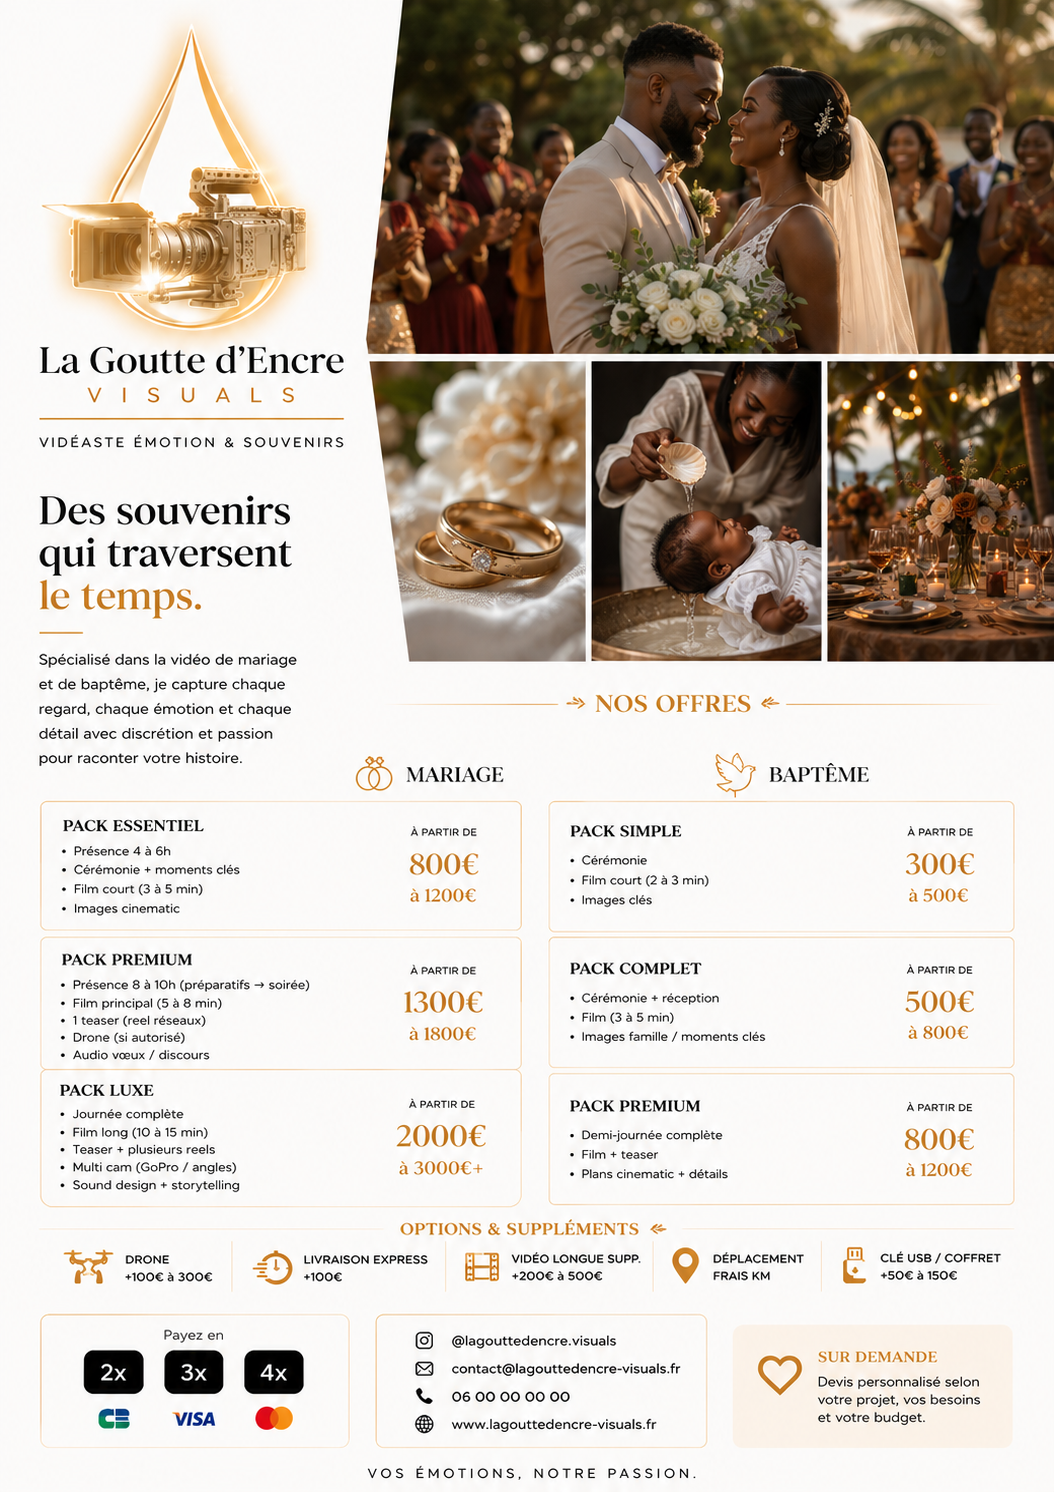 La Goutte d’Encre
VISUALS
VIDÉASTE ÉMOTION & SOUVENIRS
Des souvenirs
qui traversent
le temps.
Spécialisé dans la vidéo de mariage
et de baptême, je capture chaque
regard, chaque émotion et chaque
détail avec discrétion et passion
pour raconter votre histoire.
NOS OFFRES
MARIAGE
PACK ESSENTIEL
• Présence 4 à 6h
• Cérémonie + moments clés
• Film court (3 à 5 min)
• Images cinematic
À PARTIR DE
800€
à 1200€
PACK PREMIUM
• Présence 8 à 10h (préparatifs → soirée)
• Film principal (5 à 8 min)
• 1 teaser (reel réseaux)
• Drone (si autorisé)
• Audio vœux / discours
À PARTIR DE
1300€
à 1800€
PACK LUXE
• Journée complète
• Film long (10 à 15 min)
• Teaser + plusieurs reels
• Multi cam (GoPro / angles)
• Sound design + storytelling
À PARTIR DE
2000€
à 3000€+
BAPTÊME
PACK SIMPLE
• Cérémonie
• Film court (2 à 3 min)
• Images clés
À PARTIR DE
300€
à 500€
PACK COMPLET
• Cérémonie + réception
• Film (3 à 5 min)
• Images famille / moments clés
À PARTIR DE
500€
à 800€
PACK PREMIUM
• Demi-journée complète
• Film + teaser
• Plans cinematic + détails
À PARTIR DE
800€
à 1200€
OPTIONS & SUPPLÉMENTS
DRONE
+100€ à 300€
LIVRAISON EXPRESS
+100€
VIDÉO LONGUE SUPP.
+200€ à 500€
DÉPLACEMENT
FRAIS KM
CLÉ USB / COFFRET
+50€ à 150€
Payez en
2x 3x 4x
CB VISA
@lagouttedencre.visuals
contact@lagouttedencre-visuals.fr
06 00 00 00 00
www.lagouttedencre-visuals.fr
SUR DEMANDE
Devis personnalisé selon
votre projet, vos besoins
et votre budget.
VOS ÉMOTIONS, NOTRE PASSION.